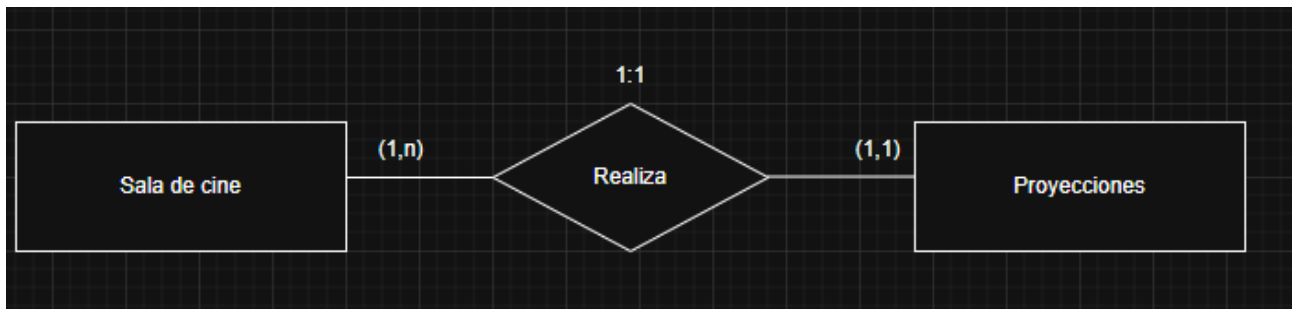 1:1
(1,n)
(1,1)
Sala de cine
Realiza
Proyecciones